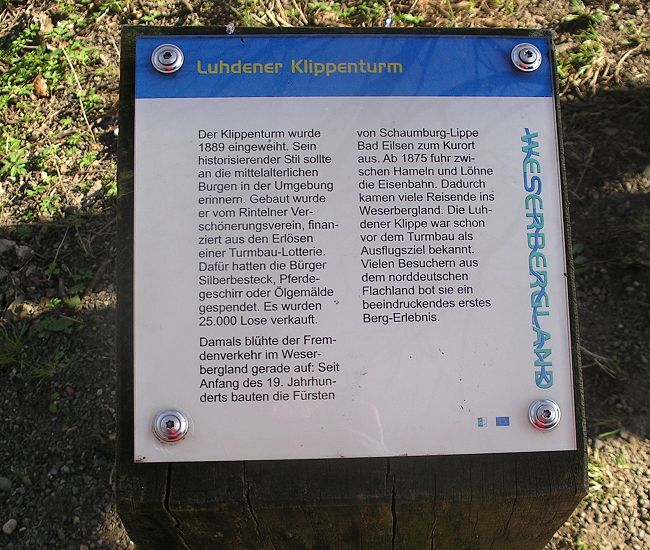 Luhdener Klippenturm
Der Klippenturm wurde
1889 eingeweiht. Sein
historisierender Stil sollte
an die mittelalterlichen
Burgen in der Umgebung
erinnern. Gebaut wurde
er vom Rintelner Ver-
schönerungsverein, finan-
ziert aus den Erlösen
einer Turmbau-Lotterie.
Dafür hatten die Bürger
Silberbesteck, Pferde-
geschirr oder Ölgemälde
gespendet. Es wurden
25.000 Lose verkauft.
Damals blühte der Frem-
denverkehr im Weser-
bergland gerade auf: Seit
Anfang des 19. Jahrhun-
derts bauten die Fürsten
von Schaumburg-Lippe
Bad Eilsen zum Kurort
aus. Ab 1875 fuhr zwi-
schen Hameln und Löhne
die Eisenbahn. Dadurch
kamen viele Reisende ins
Weserbergland. Die Luh-
dener Klippe war schon
vor dem Turmbau als
Ausflugsziel bekannt.
Vielen Besuchern aus
dem norddeutschen
Flachland bot sie ein
beeindruckendes erstes
Berg-Erlebnis.
WESERBERGLAND